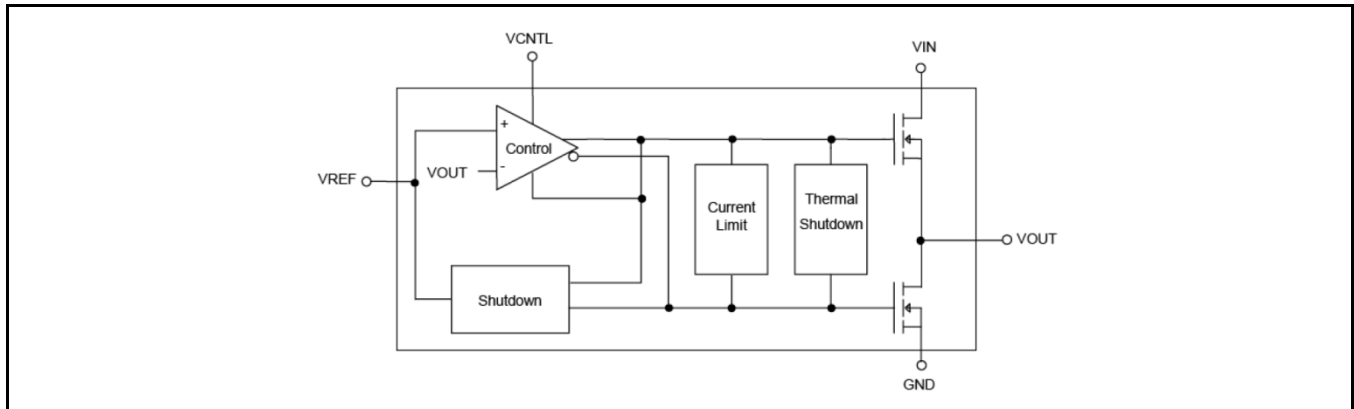 VCNTL
VIN
+
Control
VOUT
-
VREF
Current
Limit
Thermal
Shutdown
VOUT
Shutdown
GND